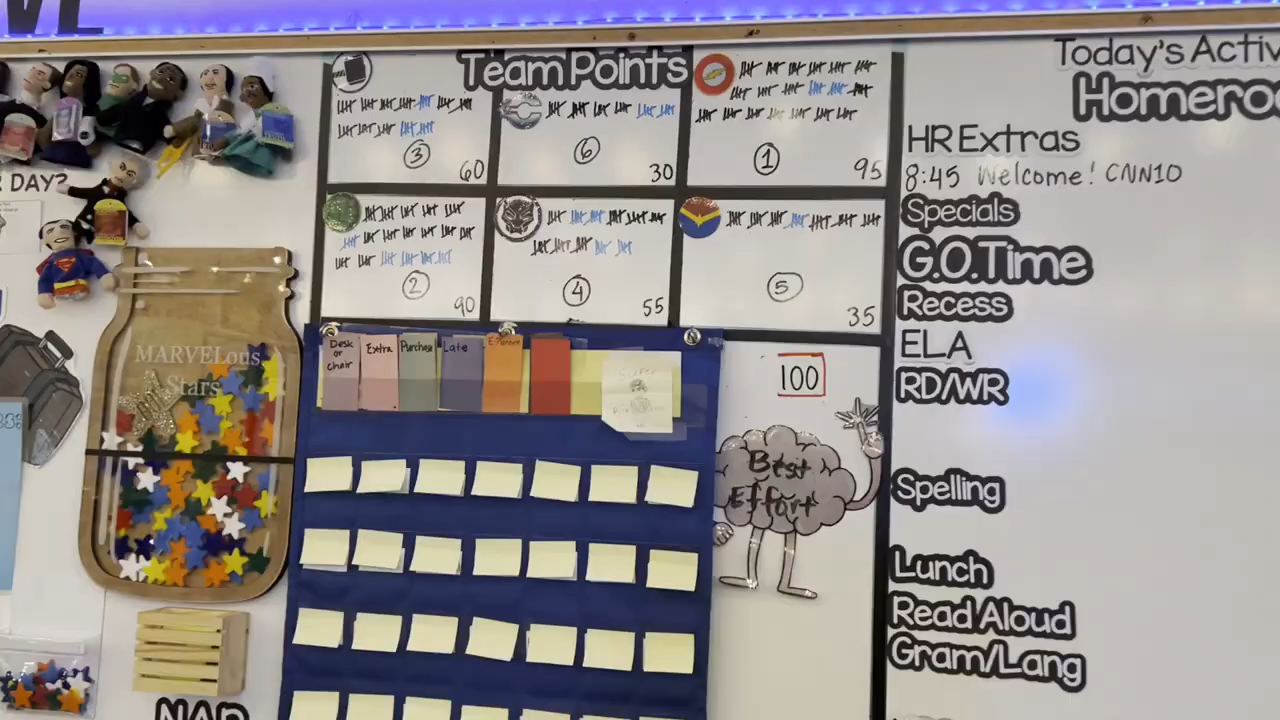 VE
Team Points
3
60
6
30
1
95
2
90
4
55
5
35
R DAY?
MARVELous
Stars
Desk
or
chair
Extra
Purchase
Late
100
Best
Effort
NAP
Today's Activ
Homeroo
HR Extras
8:45 Welcome! CNN10
Specials
G.O.Time
Recess
ELA
RD/WR
Spelling
Lunch
Read Aloud
Gram/Lang